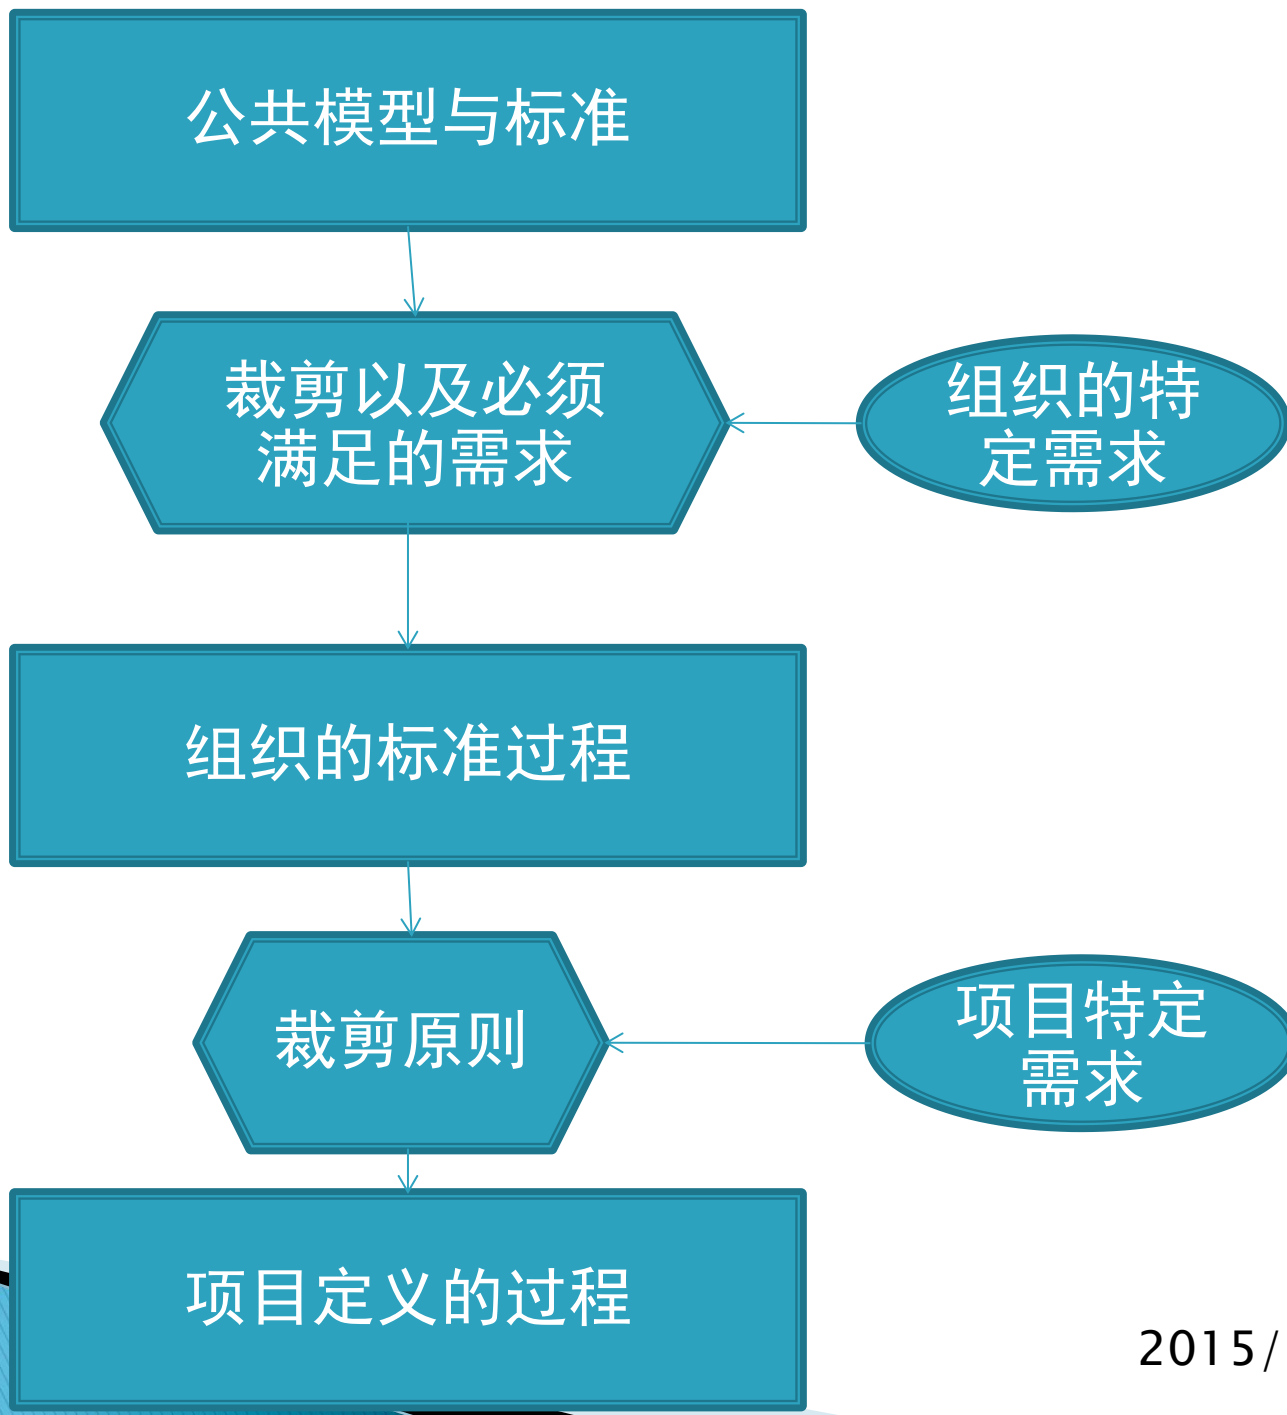 公共模型与标准
裁剪以及必须
满足的需求
组织的特
定需求
组织的标准过程
裁剪原则
项目特定
需求
项目定义的过程
2015/